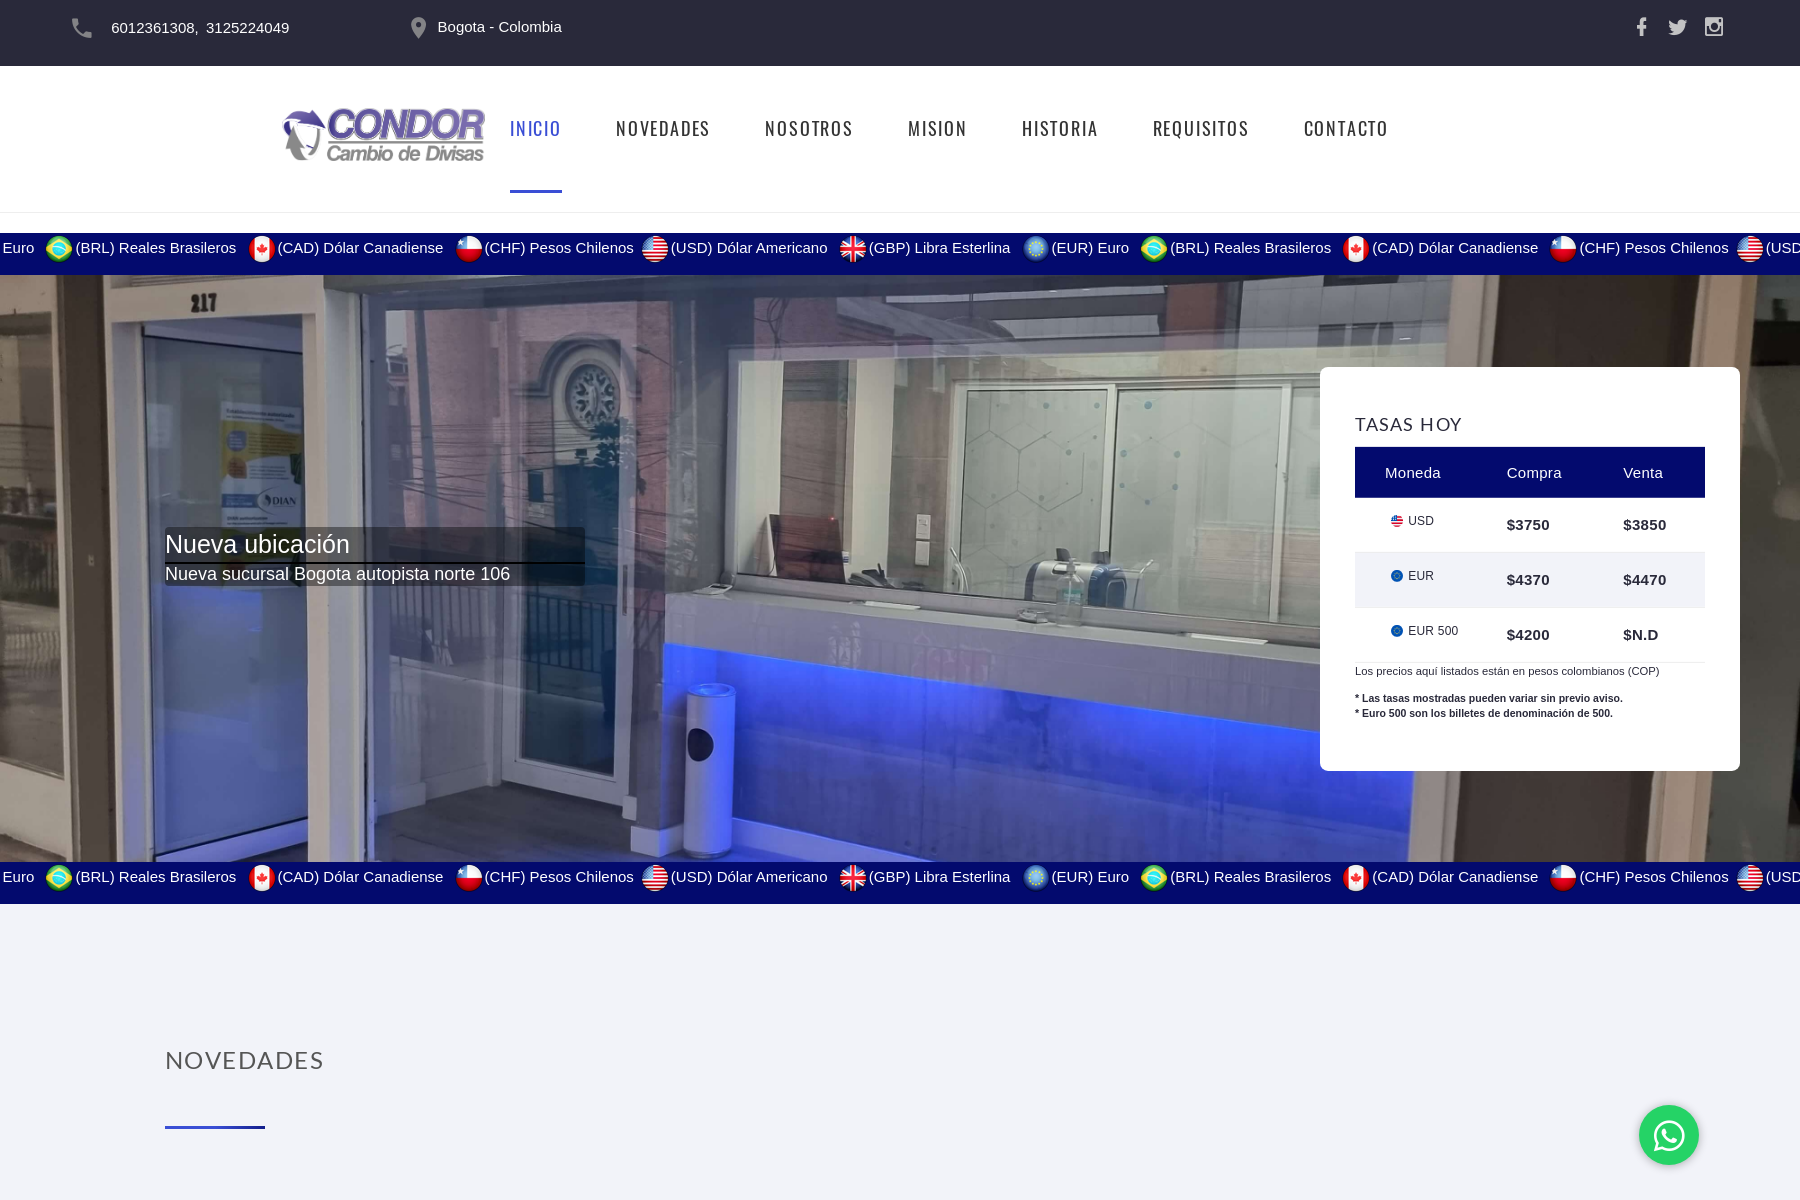 6012361308, 3125224049
Bogota - Colombia
CONDOR
Cambio de Divisas
INICIO
NOVEDADES
NOSOTROS
MISION
HISTORIA
REQUISITOS
CONTACTO
Euro (BRL) Reales Brasileros (CAD) Dólar Canadiense (CHF) Pesos Chilenos (USD) Dólar Americano (GBP) Libra Esterlina (EUR) Euro (BRL) Reales Brasileros (CAD) Dólar Canadiense (CHF) Pesos Chilenos (USD
217
DIAN
Nueva ubicación
Nueva sucursal Bogota autopista norte 106
TASAS HOY
Moneda Compra Venta
USD $3750 $3850
EUR $4370 $4470
EUR 500 $4200 $N.D
Los precios aquí listados están en pesos colombianos (COP)
* Las tasas mostradas pueden variar sin previo aviso.
* Euro 500 son los billetes de denominación de 500.
Euro (BRL) Reales Brasileros (CAD) Dólar Canadiense (CHF) Pesos Chilenos (USD) Dólar Americano (GBP) Libra Esterlina (EUR) Euro (BRL) Reales Brasileros (CAD) Dólar Canadiense (CHF) Pesos Chilenos (USD
NOVEDADES